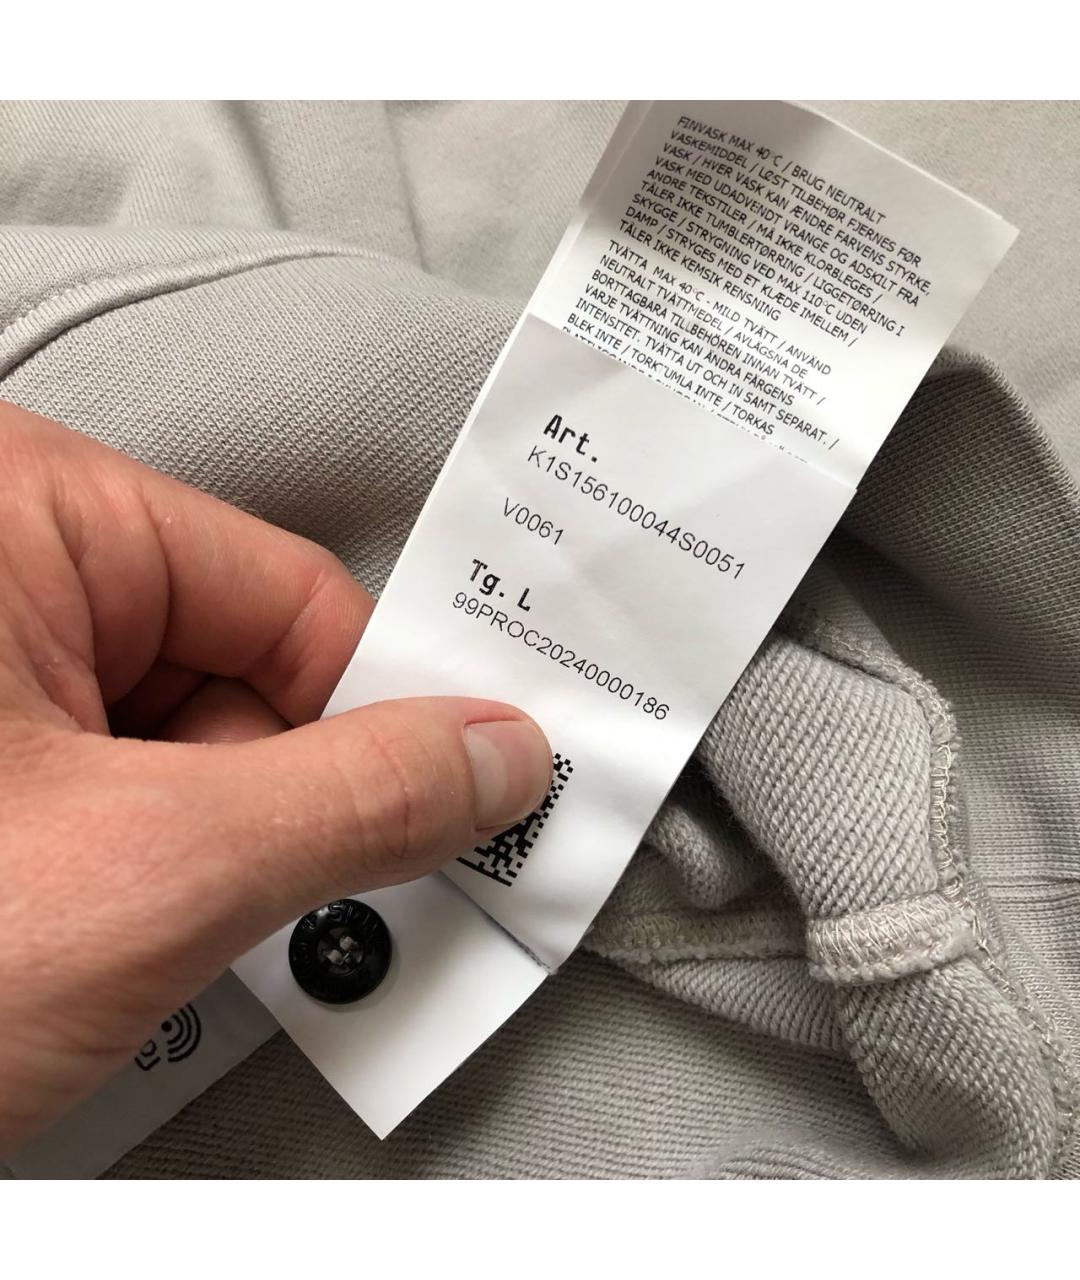 FINVASK MAX 40°C / BRUG NEUTRALT
VASKEMIDDEL / LØST TILBEHØR FJERNES FØR
VASK / HVER VASK KAN ÆNDRE FARVENS STYRKE,
VASK MED UDADVENDT VRANGE OG ADSKILT FRA
ANDRE TEKSTILER / MÅ IKKE KLORBLEGES /
TÅLER IKKE TUMBLERTØRRING / LIGGETØRRING I
SKYGGE / STRYGNING VED MAX 110°C UDEN
DAMP / STRYGES MED ET KLÆDE IMELLEM /
TÅLER IKKE KEMSIK RENSNING
TVÄTTA MAX 40°C - MILD TVÄTT / ANVÄND
NEUTRALT TVÄTTMEDEL / AVLÄGSNA DE
BORTTAGBARA TILLBEHÖREN INNAN TVÄTT /
VARJE TVÄTTNING KAN ÄNDRA FÄRGENS
INTENSITET. TVÄTTA UT OCH IN SAMT SEPARAT. /
BLEK INTE / TORKTUMLA INTE / TORKAS
Art.
K1S156100044S0051
V0061
Tg. L
99PROC20240000186